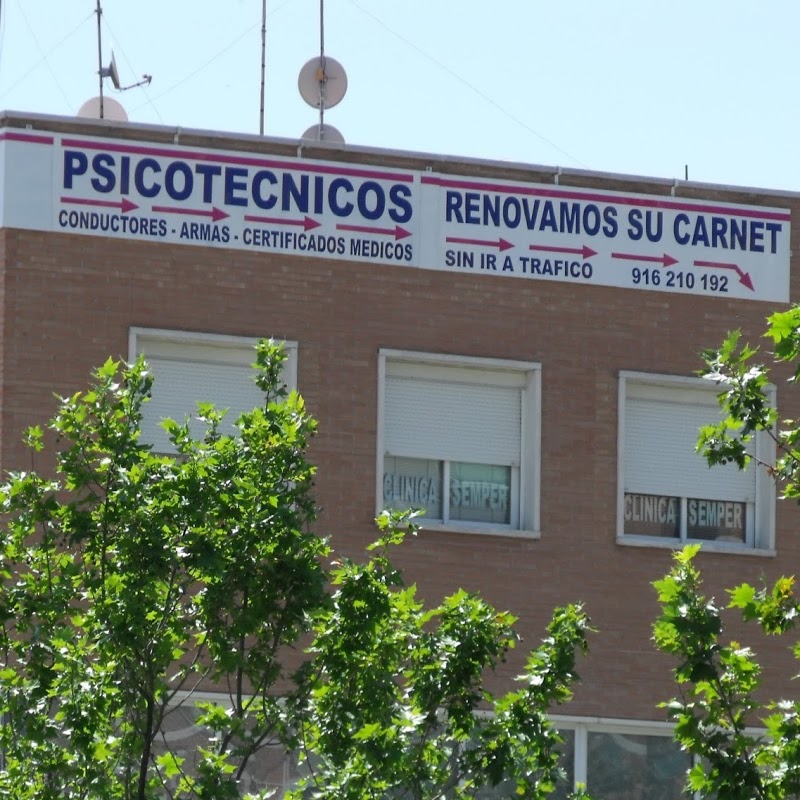 PSICOTECNICOS
CONDUCTORES - ARMAS - CERTIFICADOS MEDICOS
RENOVAMOS SU CARNET
SIN IR A TRAFICO
916 210 192
CLINICA SEMPER
CLINICA SEMPER